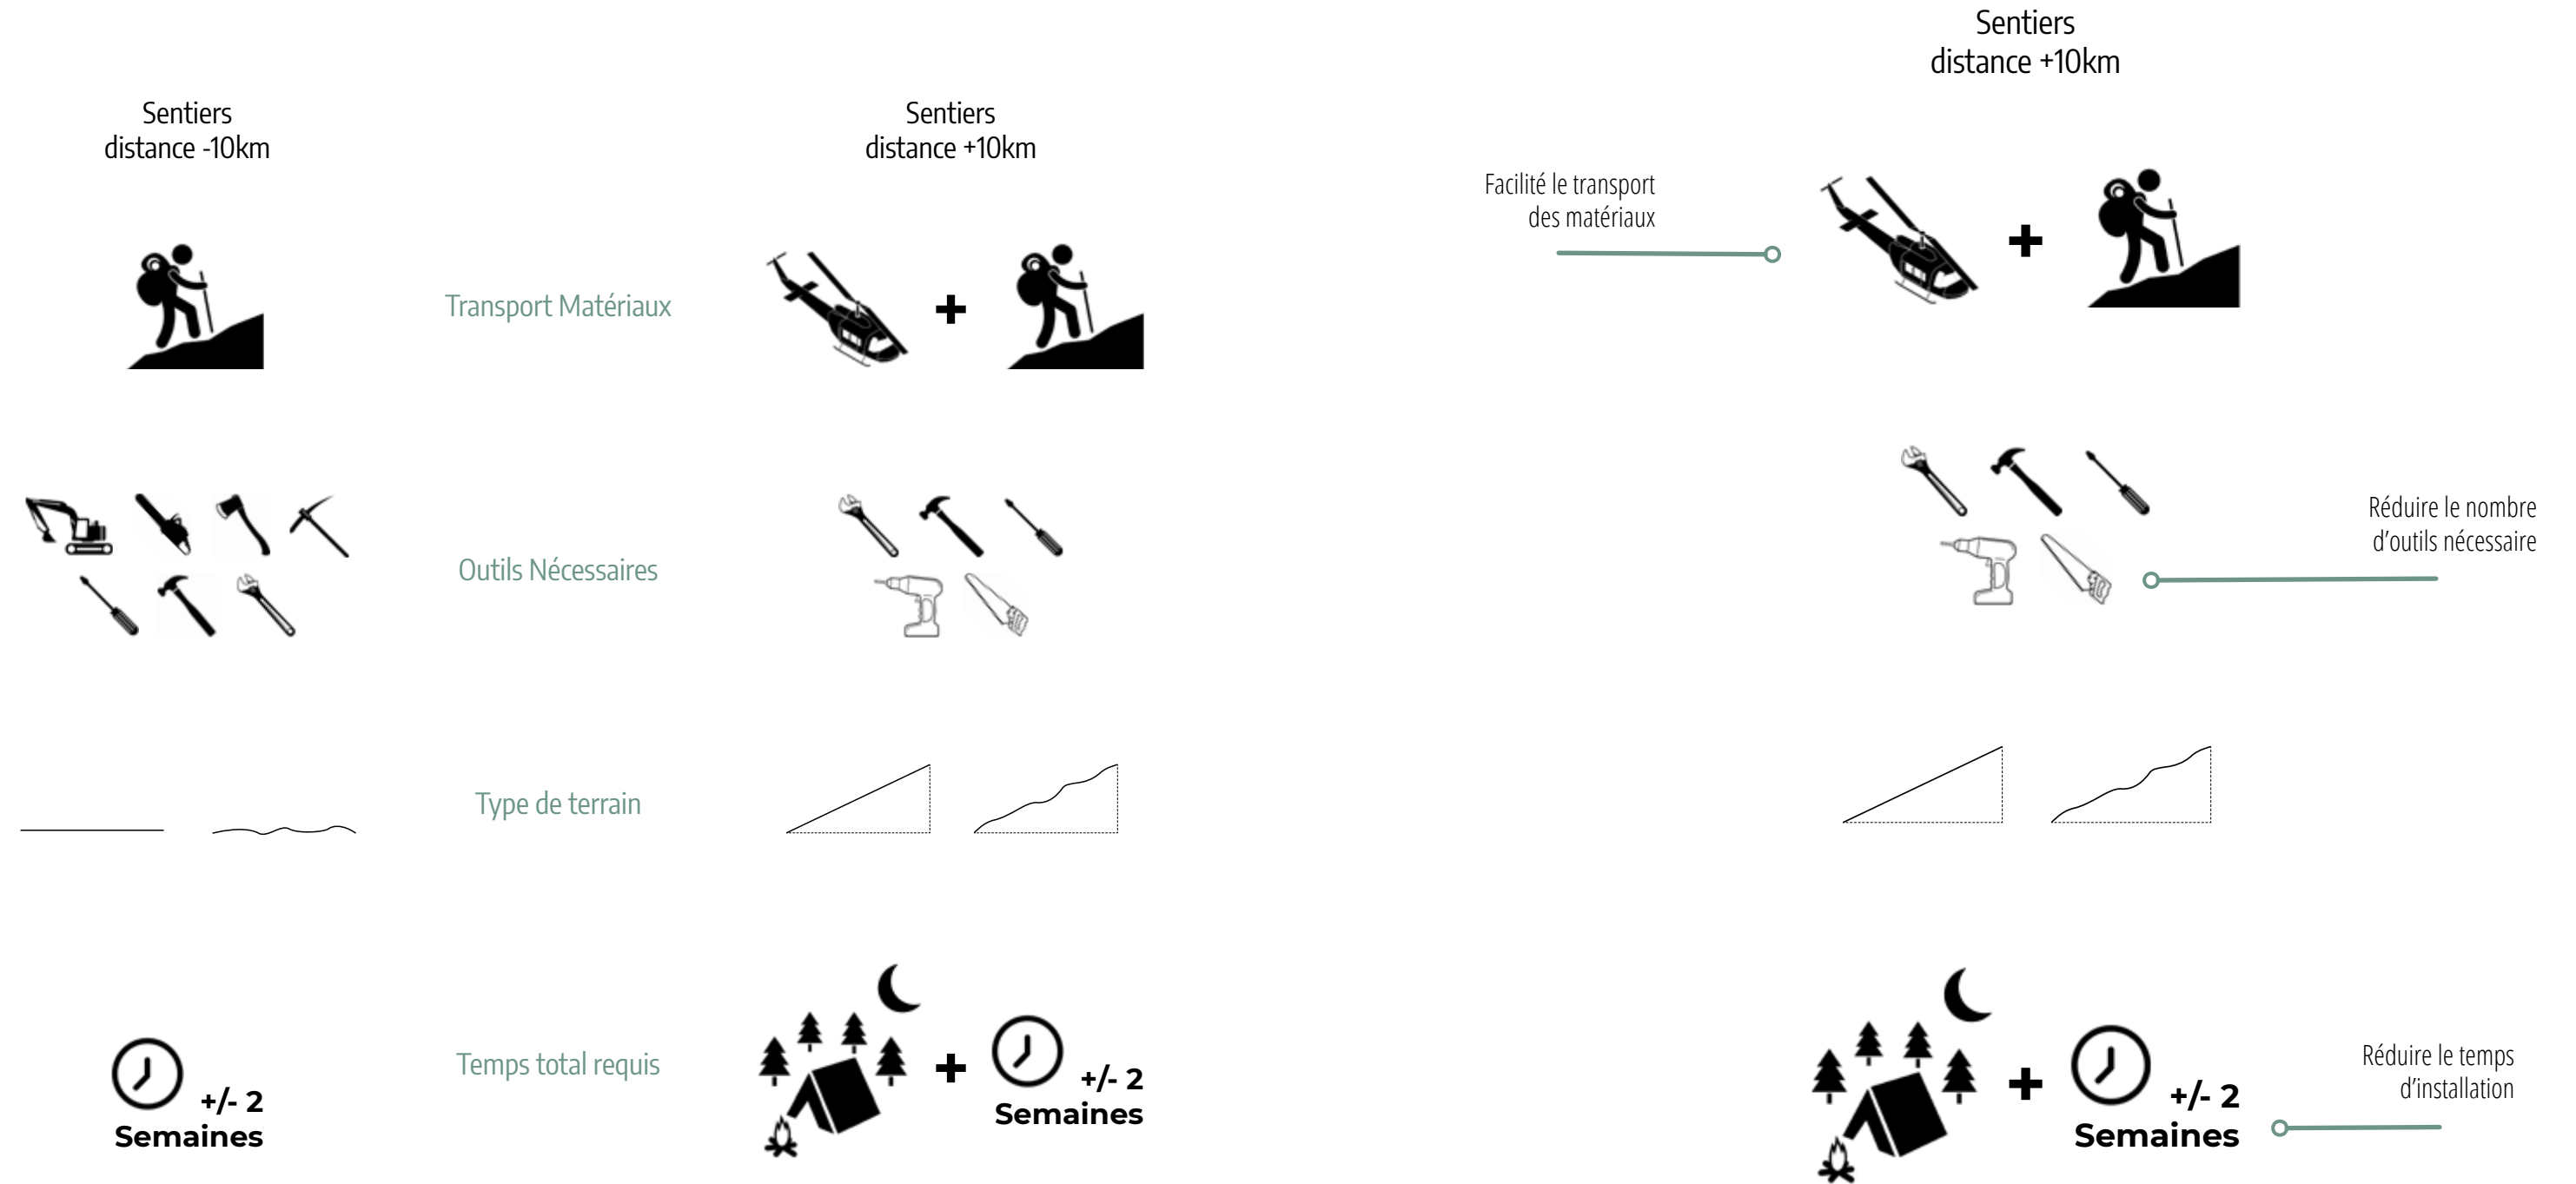 Sentiers
distance -10km
Sentiers
distance +10km
Transport Matériaux
Outils Nécessaires
Type de terrain
Temps total requis
+/- 2
Semaines
+/- 2
Semaines
Sentiers
distance +10km
Facilité le transport
des matériaux
Réduire le nombre
d'outils nécessaire
Réduire le temps
d'installation
+/- 2
Semaines